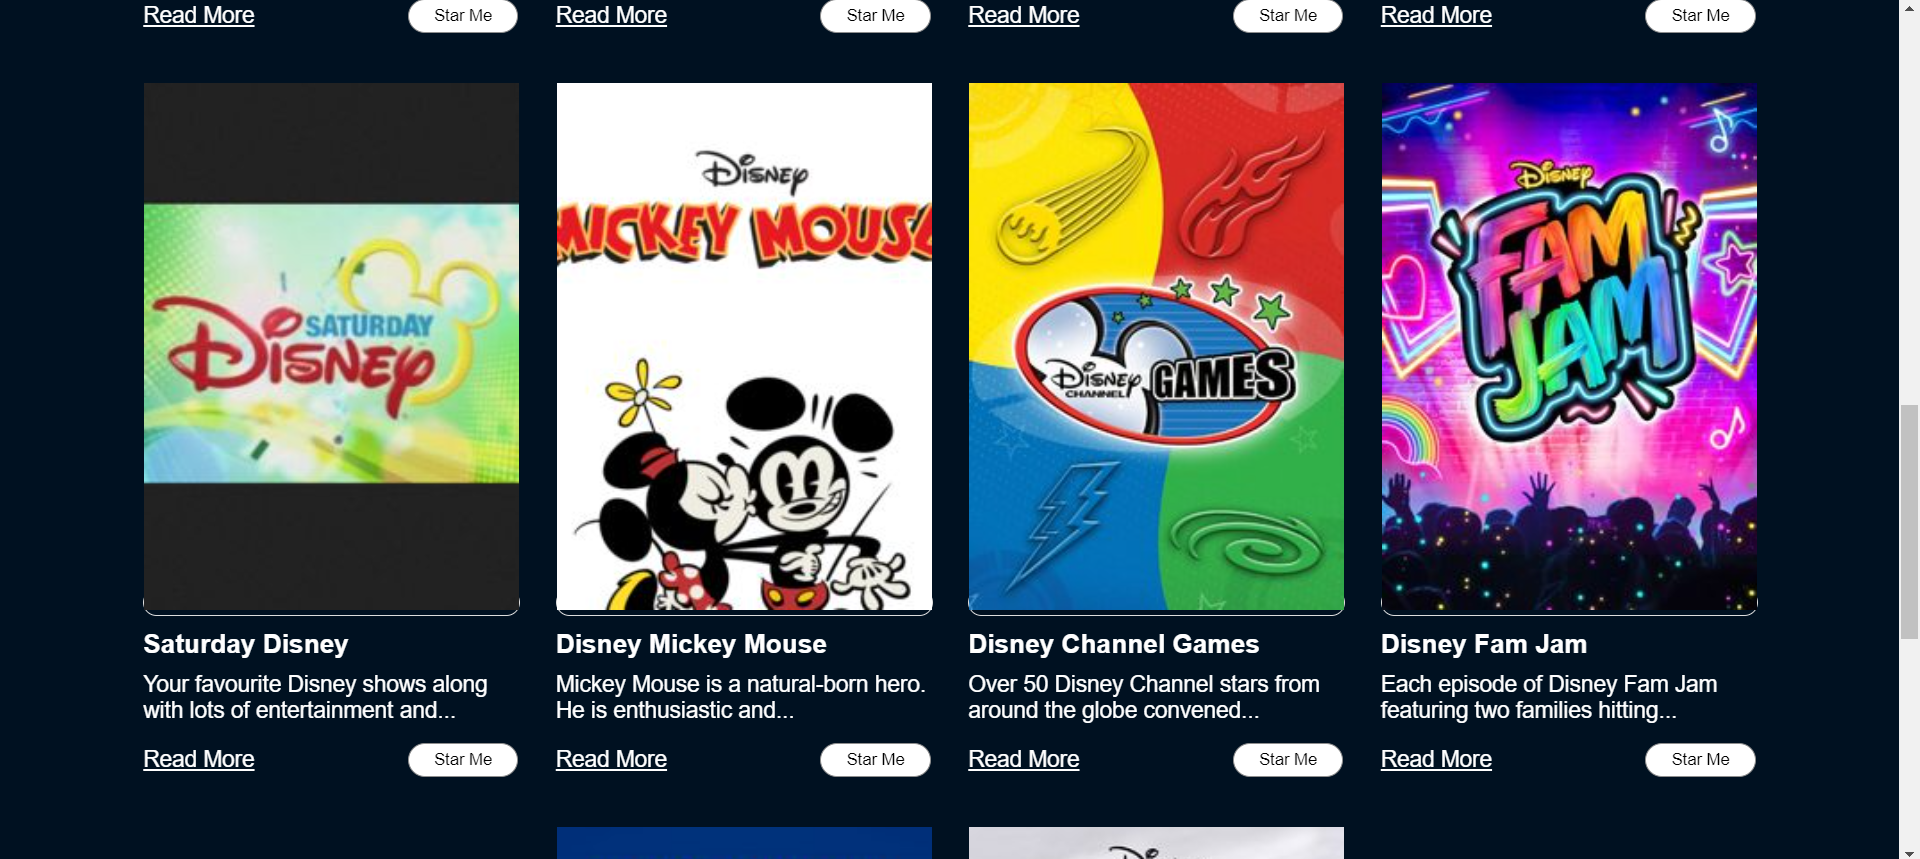 Read More Star Me Read More Star Me Read More Star Me Read More Star Me
SATURDAY
DISNEY
DISNEY
MICKEY MOUSE
DISNEY
CHANNEL GAMES
DISNEY
FAM
JAM
Saturday Disney
Your favourite Disney shows along
with lots of entertainment and...
Read More Star Me
Disney Mickey Mouse
Mickey Mouse is a natural-born hero.
He is enthusiastic and...
Read More Star Me
Disney Channel Games
Over 50 Disney Channel stars from
around the globe convened...
Read More Star Me
Disney Fam Jam
Each episode of Disney Fam Jam
featuring two families hitting...
Read More Star Me
DISNEY